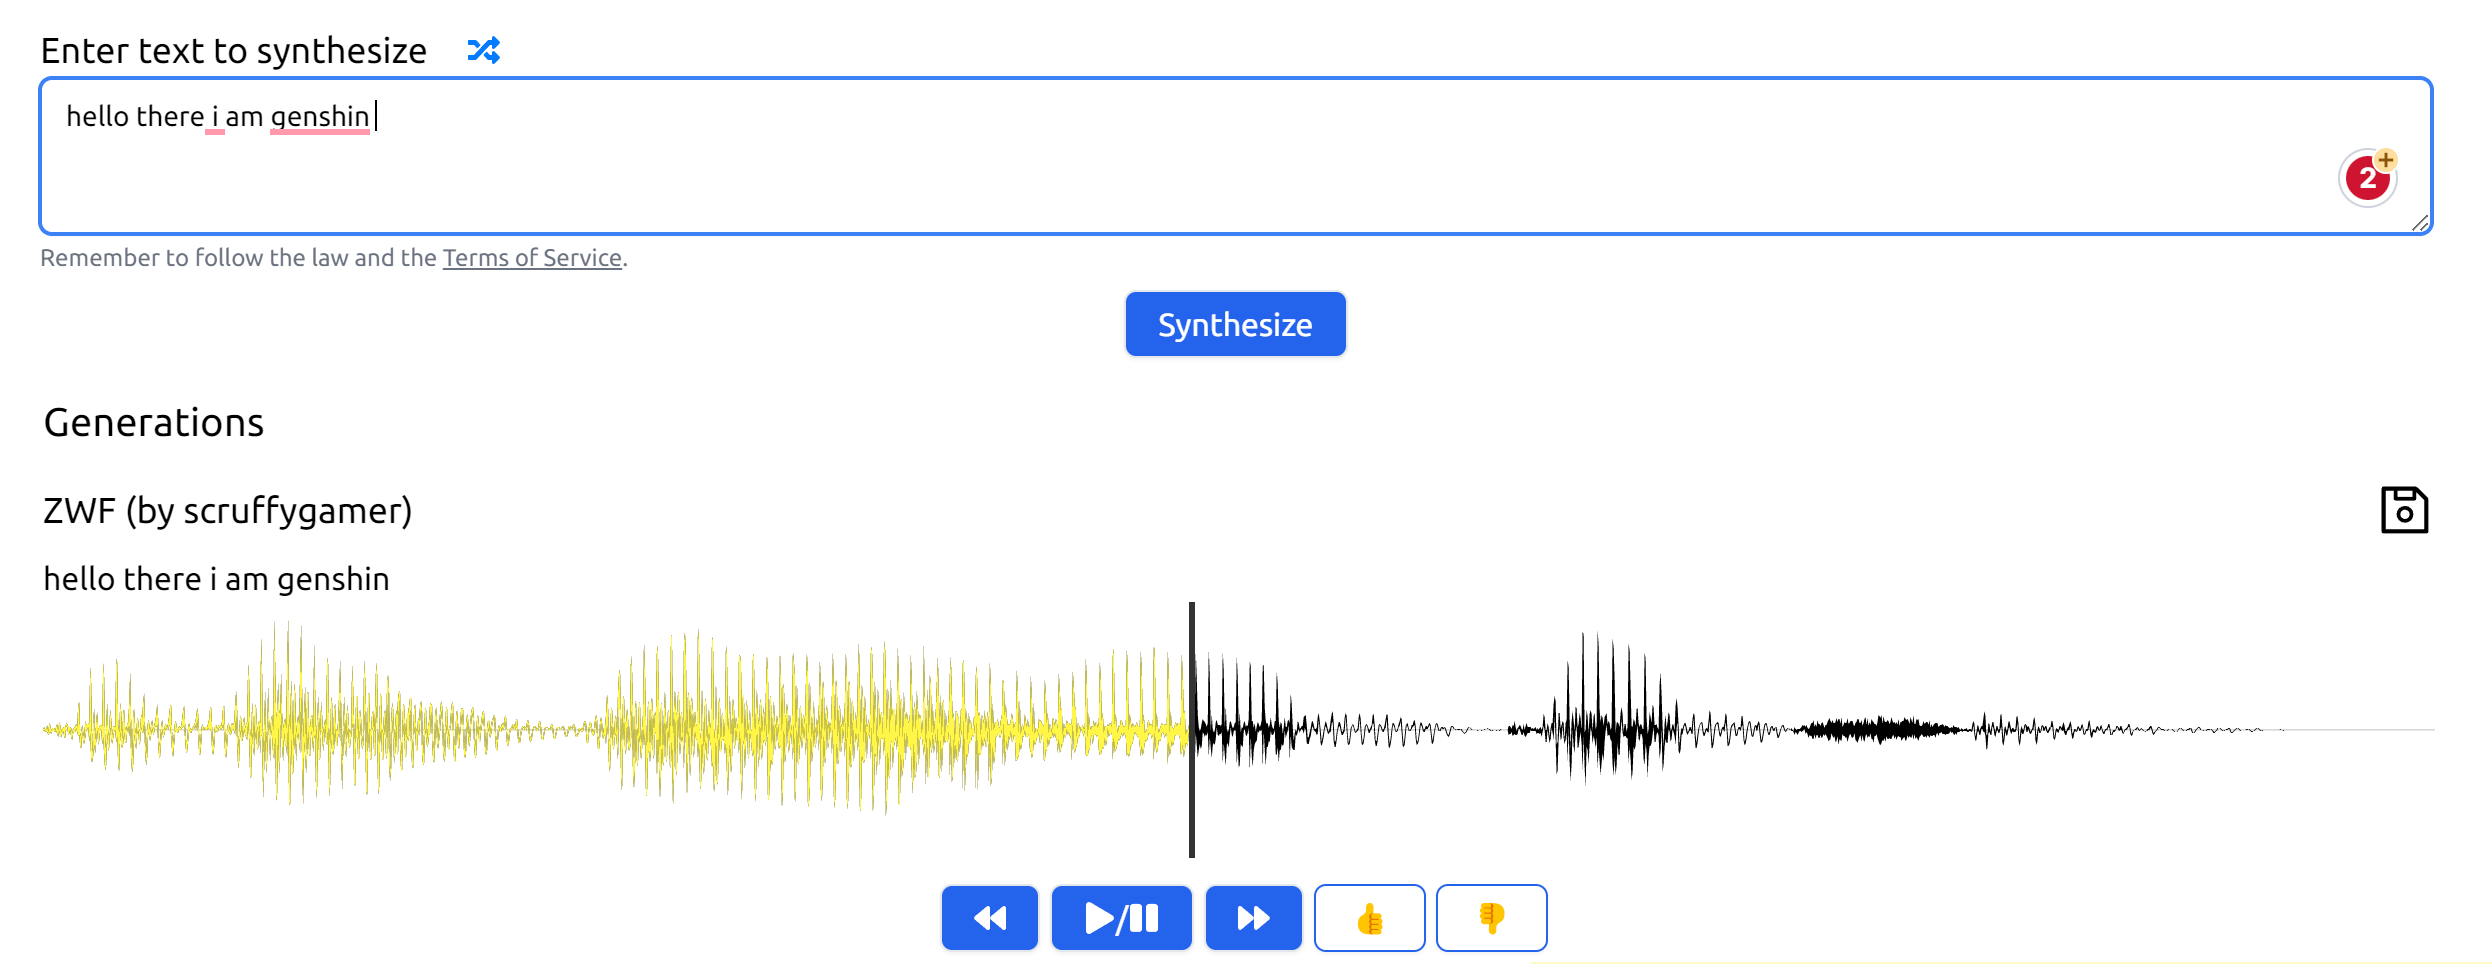 Enter text to synthesize
hello there i am genshin
2
Remember to follow the law and the Terms of Service.
Synthesize
Generations
ZWF (by scruffygamer)
hello there i am genshin